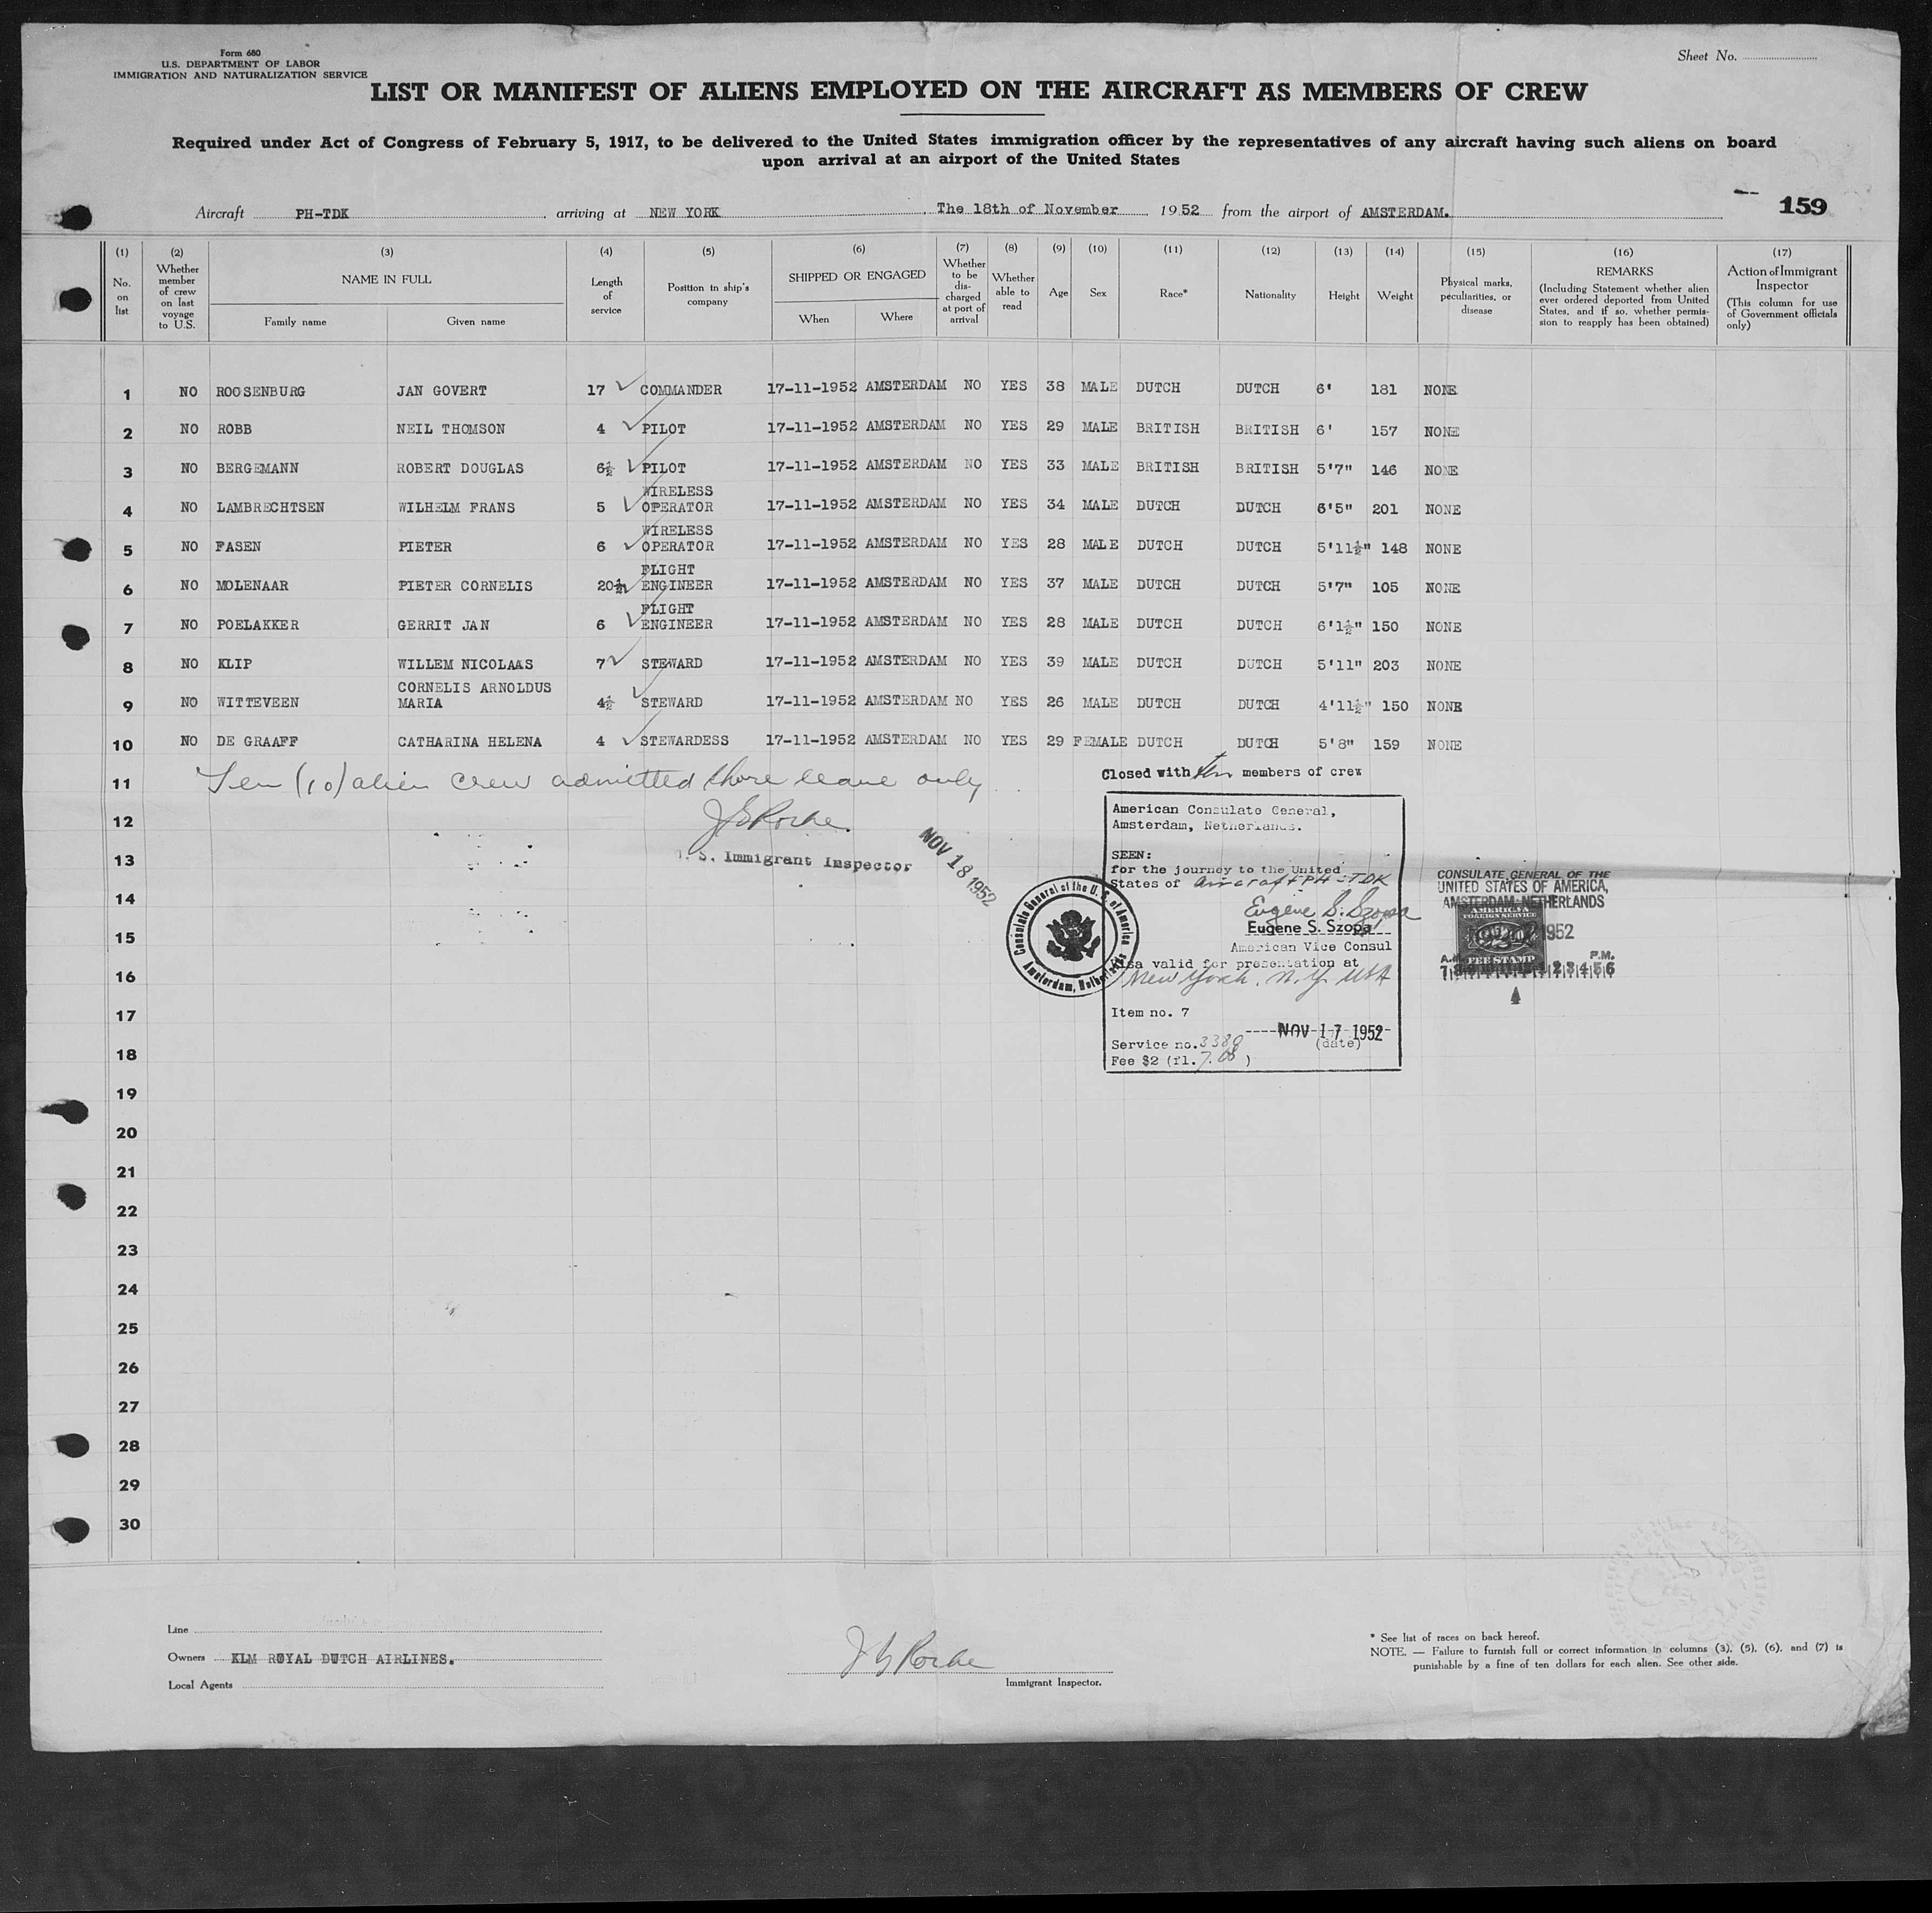 Form 680
U.S. DEPARTMENT OF LABOR
IMMIGRATION AND NATURALIZATION SERVICE
Sheet No.
LIST OR MANIFEST OF ALIENS EMPLOYED ON THE AIRCRAFT AS MEMBERS OF CREW
Required under Act of Congress of February 5, 1917, to be delivered to the United States immigration officer by the representatives of any aircraft having such aliens on board
upon arrival at an airport of the United States
Aircraft PH-TDK arriving at NEW YORK The 18th of November 1952 from the airport of AMSTERDAM. 159
(1) No. on list
(2) Whether member of crew on last voyage to U.S.
(3) NAME IN FULL Family name Given name
(4) Length of service
(5) Position in ship's company
(6) SHIPPED OR ENGAGED When Where
(7) Whether to be dis-charged at port of arrival
(8) Whether able to read
(9) Age
(10) Sex
(11) Race*
(12) Nationality
(13) Height
(14) Weight
(15) Physical marks, peculiarities, or disease
(16) REMARKS (Including Statement whether alien ever ordered deported from United States, and if so, whether permis-sion to reapply has been obtained)
(17) Action of Immigrant Inspector (This column for use of Government officials only)
1 NO ROOSENBURG JAN GOVERT 17 COMMANDER 17-11-1952 AMSTERDAM NO YES 38 MALE DUTCH DUTCH 6' 181 NONE
2 NO ROBB NEIL THOMSON 4 PILOT 17-11-1952 AMSTERDAM NO YES 29 MALE BRITISH BRITISH 6' 157 NONE
3 NO BERGEMANN ROBERT DOUGLAS 6½ PILOT 17-11-1952 AMSTERDAM NO YES 33 MALE BRITISH BRITISH 5'7" 146 NONE
4 NO LAMBRECHTSEN WILHELM FRANS 5 WIRELESS OPERATOR 17-11-1952 AMSTERDAM NO YES 34 MALE DUTCH DUTCH 6'5" 201 NONE
5 NO FASEN PIETER 6 WIRELESS OPERATOR 17-11-1952 AMSTERDAM NO YES 28 MALE DUTCH DUTCH 5'11½" 148 NONE
6 NO MOLENAAR PIETER CORNELIS 20½ FLIGHT ENGINEER 17-11-1952 AMSTERDAM NO YES 37 MALE DUTCH DUTCH 5'7" 105 NONE
7 NO POELAKKER GERRIT JAN 6 FLIGHT ENGINEER 17-11-1952 AMSTERDAM NO YES 28 MALE DUTCH DUTCH 6'1½" 150 NONE
8 NO KLIP WILLEM NICOLAAS 7 STEWARD 17-11-1952 AMSTERDAM NO YES 39 MALE DUTCH DUTCH 5'11" 203 NONE
9 NO WITTEVEEN CORNELIS ARNOLDUS MARIA 4½ STEWARD 17-11-1952 AMSTERDAM NO YES 26 MALE DUTCH DUTCH 4'11½" 150 NONE
10 NO DE GRAAFF CATHARINA HELENA 4 STEWARDESS 17-11-1952 AMSTERDAM NO YES 29 FEMALE DUTCH DUTCH 5'8" 159 NONE
11 Ten (10) alien crew admitted shore leave only
Closed with ten members of crew
12 J G Roche
13 U. S. Immigrant Inspector
NOV 18 1952
14
15
16
17
18
19
20
21
22
23
24
25
26
27
28
29
30
American Consulate General,
Amsterdam, Netherlands.
SEEN:
for the journey to the United
States of Aircraft PH-TDK
Eugene S. Szopa
Eugene S. Szopa
American Vice Consul
Visa valid for presentation at
New York, N.Y. USA
Item no. 7
NOV 17 1952
(date)
Service no.
Fee $2 (fl. )
Consulate General of the U. S. of America
Amsterdam, Netherlands
CONSULATE GENERAL OF THE
UNITED STATES OF AMERICA,
AMSTERDAM NETHERLANDS
AMERICAN
FOREIGN SERVICE
1952
FEE STAMP
A.M. P.M.
Line
Owners KLM ROYAL DUTCH AIRLINES.
Local Agents
J G Roche
Immigrant Inspector.
* See list of races on back hereof.
NOTE. — Failure to furnish full or correct information in columns (3), (5), (6), and (7) is
punishable by a fine of ten dollars for each alien. See other side.